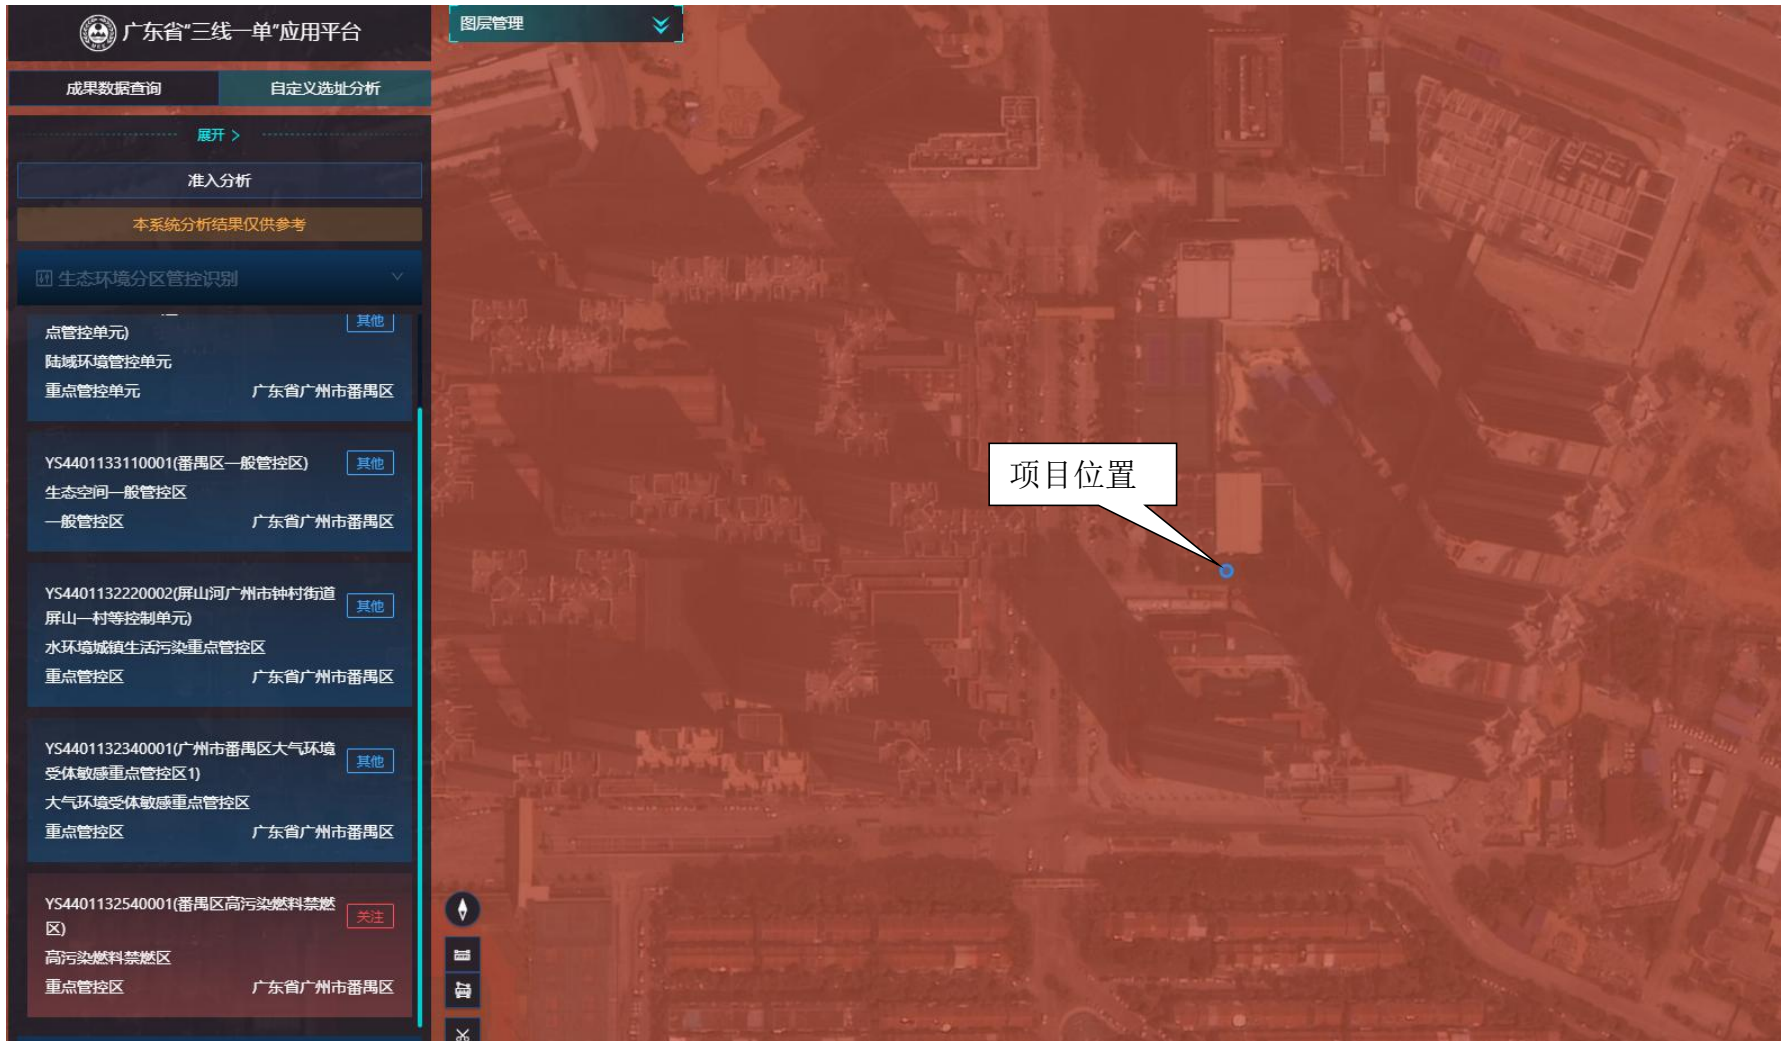 广东省"三线一单"应用平台
图层管理
成果数据查询
自定义选址分析
展开 >
准入分析
本系统分析结果仅供参考
生态环境分区管控识别
点管控单元)
其他
陆域环境管控单元
重点管控单元
广东省广州市番禺区
YS4401133110001(番禺区一般管控区)
其他
生态空间一般管控区
一般管控区
广东省广州市番禺区
YS4401132220002(屏山河广州市钟村街道
屏山一村等控制单元)
其他
水环境城镇生活污染重点管控区
重点管控区
广东省广州市番禺区
YS4401132340001(广州市番禺区大气环境
受体敏感重点管控区1)
其他
大气环境受体敏感重点管控区
重点管控区
广东省广州市番禺区
YS4401132540001(番禺区高污染燃料禁燃
区)
关注
高污染燃料禁燃区
重点管控区
广东省广州市番禺区
项目位置